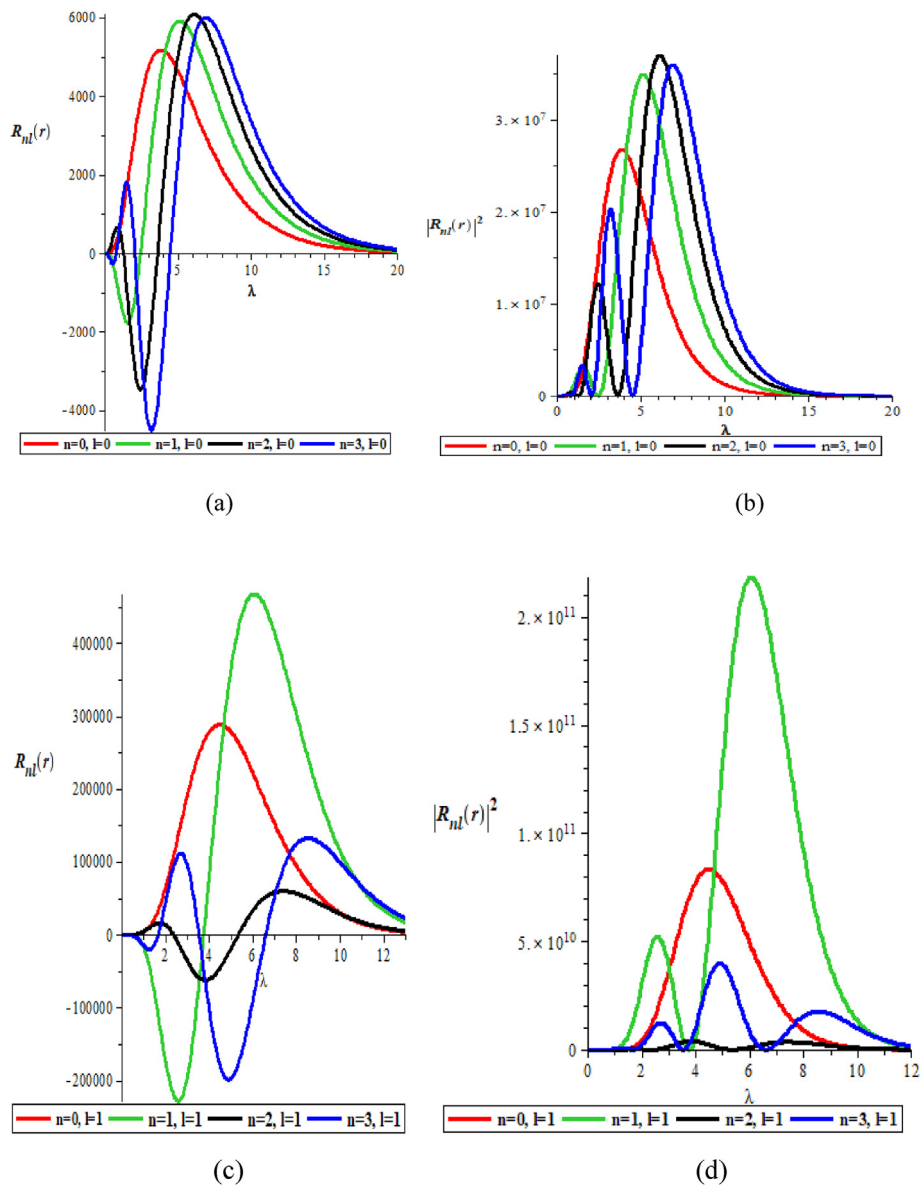 6000
4000
R_nl(r)
2000
0
5 10 15 20
λ
-2000
-4000
n=0, l=0 n=1, l=0 n=2, l=0 n=3, l=0
(a)
3. × 10^7
2. × 10^7
|R_nl(r)|^2
1. × 10^7
0
0 5 10 15 20
λ
n=0, l=0 n=1, l=0 n=2, l=0 n=3, l=0
(b)
400000
300000
R_nl(r)
200000
100000
0
2 4 6 8 10 12
λ
-100000
-200000
n=0, l=1 n=1, l=1 n=2, l=1 n=3, l=1
(c)
2. × 10^11
1.5 × 10^11
|R_nl(r)|^2
1. × 10^11
5 × 10^10
0
0 2 4 6 8 10 12
λ
n=0, l=1 n=1, l=1 n=2, l=1 n=3, l=1
(d)